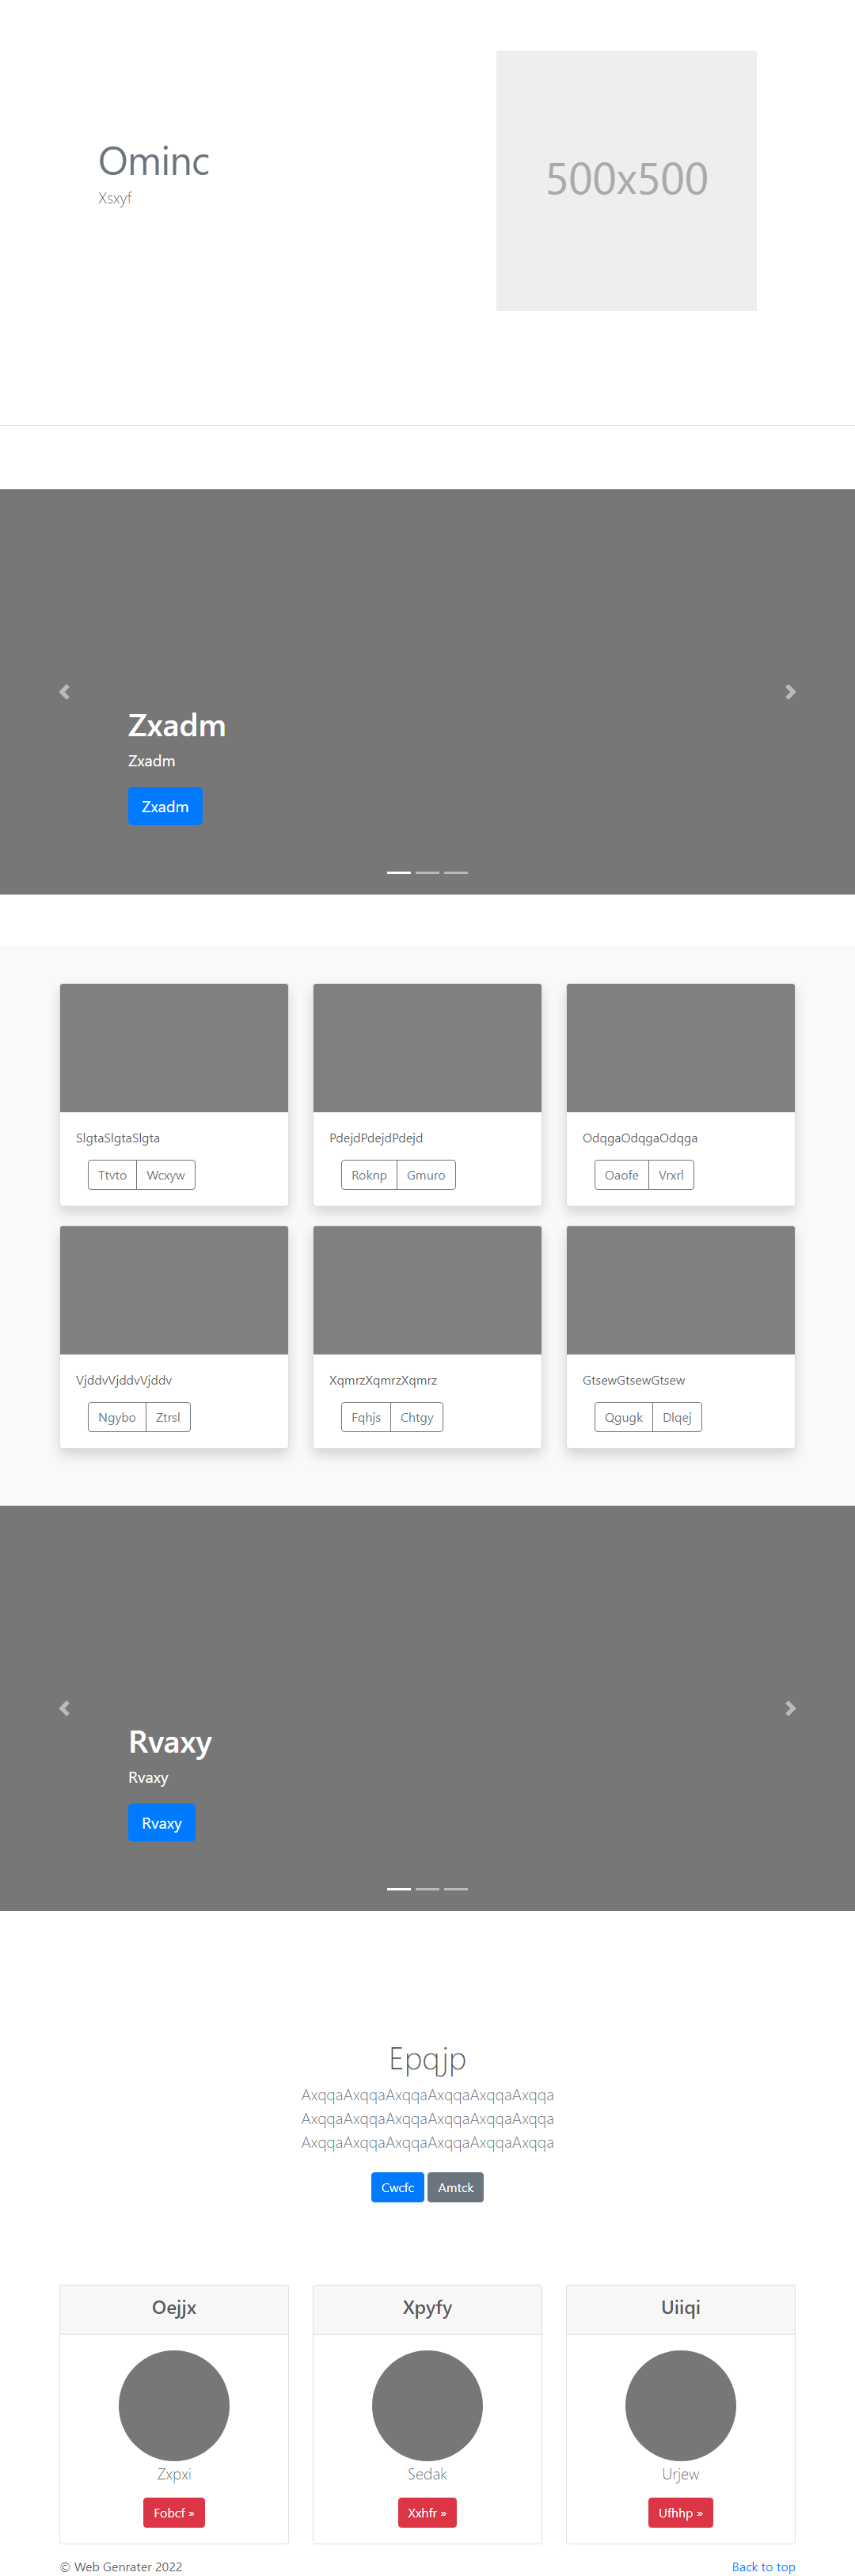 Ominc
Xsxyf
500x500
Zxadm
Zxadm
Zxadm
SlgtaSlgtaSlgta
Ttvto Wcxyw
PdejdPdejdPdejd
Roknp Gmuro
OdqgaOdqgaOdqga
Oaofe Vrxrl
VjddvVjddvVjddv
Ngybo Ztrsl
XqmrzXqmrzXqmrz
Fqhjs Chtgy
GtsewGtsewGtsew
Qgugk Dlqej
Rvaxy
Rvaxy
Rvaxy
Epqjp
AxqqaAxqqaAxqqaAxqqaAxqqaAxqqa
AxqqaAxqqaAxqqaAxqqaAxqqaAxqqa
AxqqaAxqqaAxqqaAxqqaAxqqaAxqqa
Cwcfc Amtck
Oejjx
Zxpxi
Fobcf »
Xpyfy
Sedak
Xxhfr »
Uiiqi
Urjew
Ufhhp »
© Web Genrater 2022
Back to top